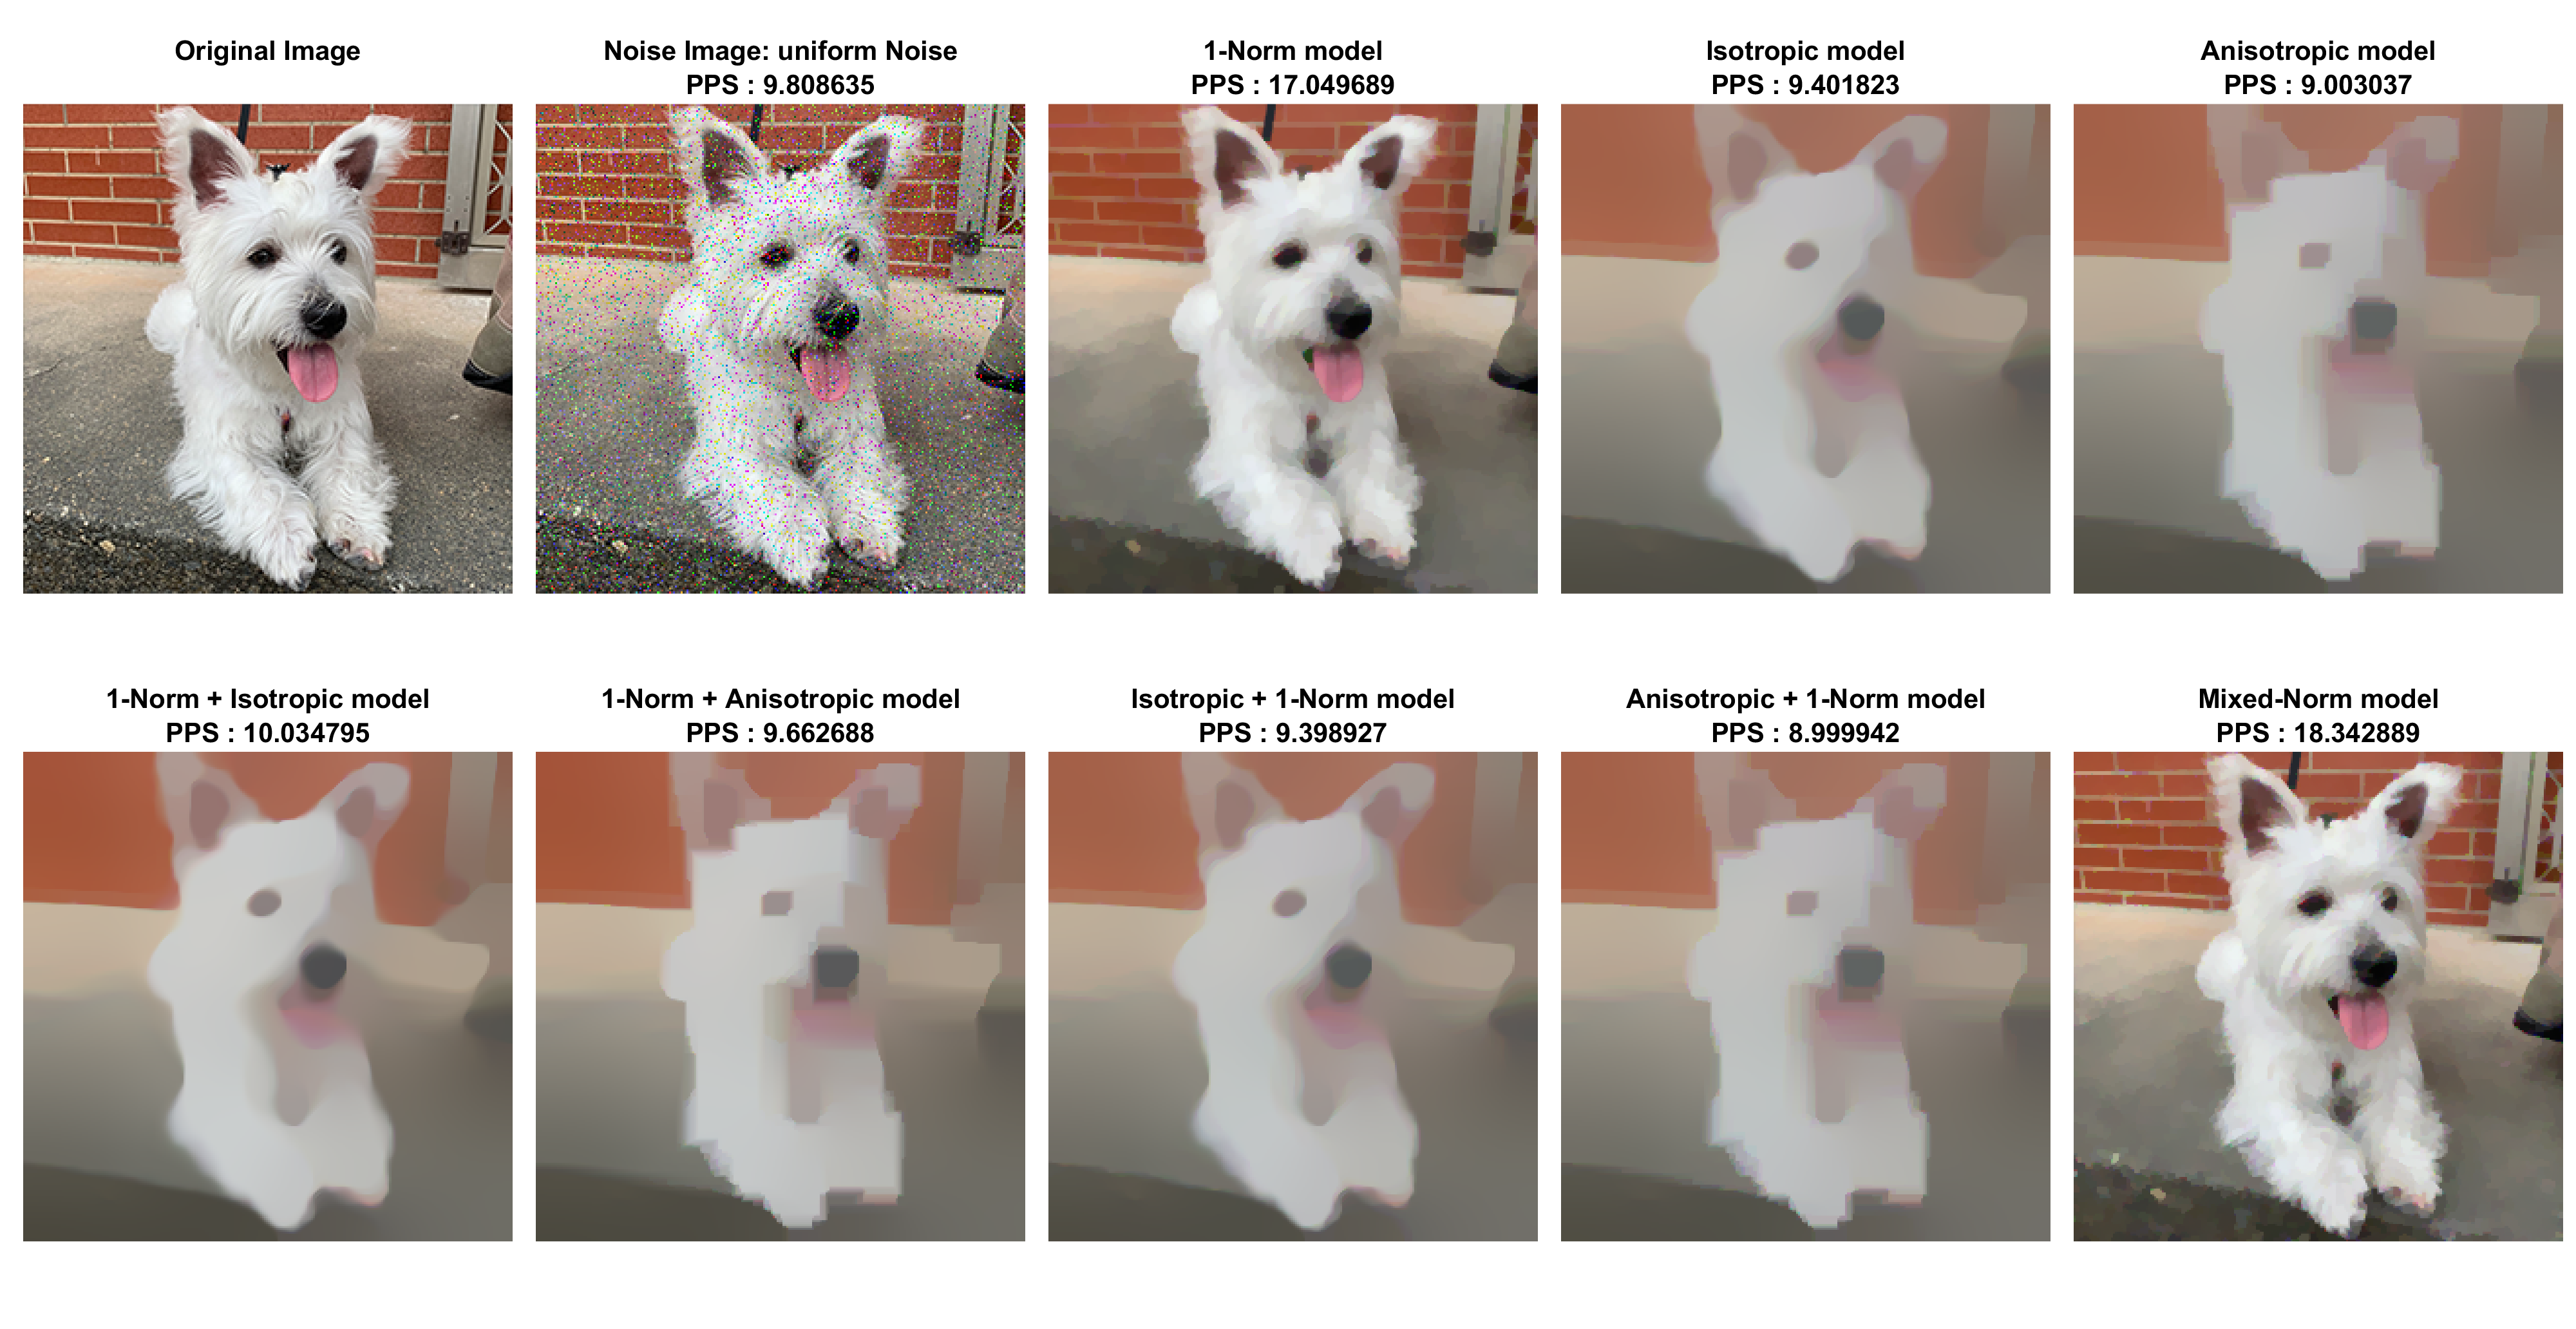 Original Image
Noise Image: uniform Noise
PPS : 9.808635
1-Norm model
PPS : 17.049689
Isotropic model
PPS : 9.401823
Anisotropic model
PPS : 9.003037
1-Norm + Isotropic model
PPS : 10.034795
1-Norm + Anisotropic model
PPS : 9.662688
Isotropic + 1-Norm model
PPS : 9.398927
Anisotropic + 1-Norm model
PPS : 8.999942
Mixed-Norm model
PPS : 18.342889